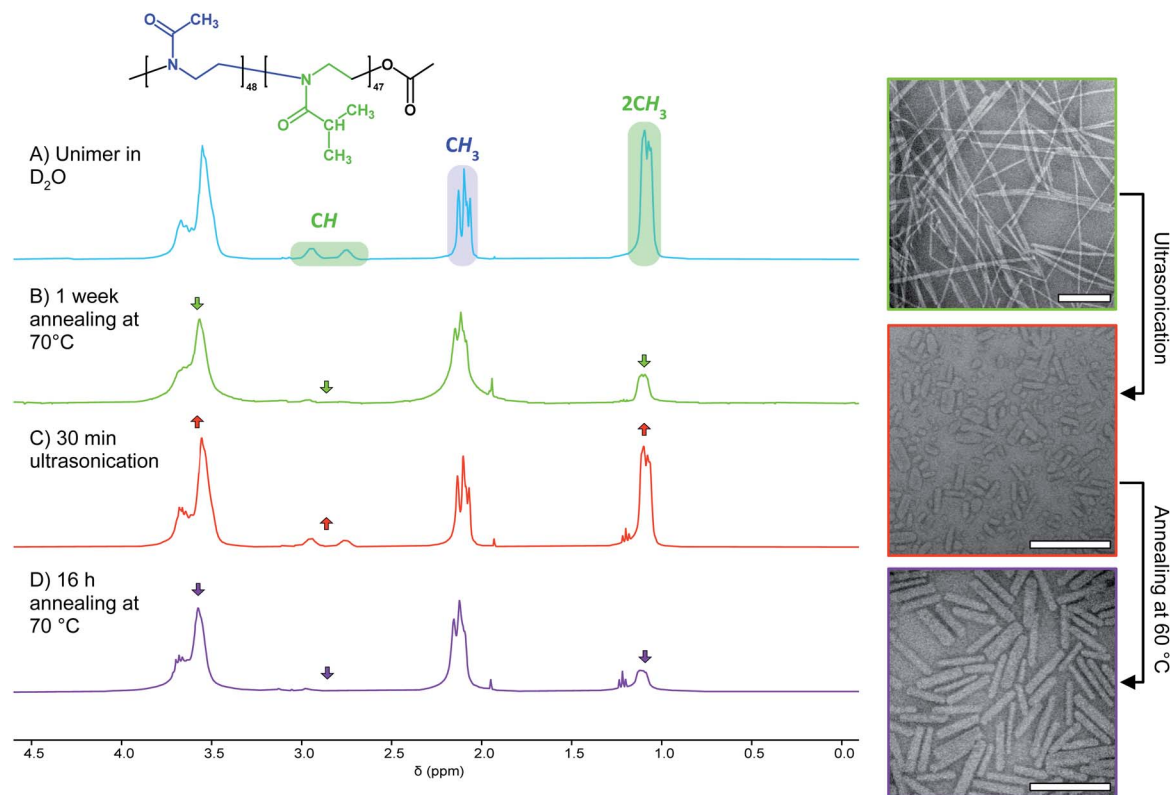 O
CH₃
N
48
N
47
O
O
O
CH
CH₃
CH₃
A) Unimer in
D₂O
CH
CH₃
2CH₃
B) 1 week
annealing at
70°C
C) 30 min
ultrasonication
D) 16 h
annealing at
70 °C
4.5 4.0 3.5 3.0 2.5 2.0 1.5 1.0 0.5 -0.0
δ (ppm)
Ultrasonication
Annealing at 60 °C